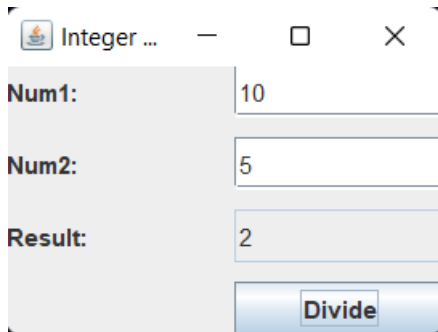 Integer ...
Num1: 10
Num2: 5
Result: 2
Divide